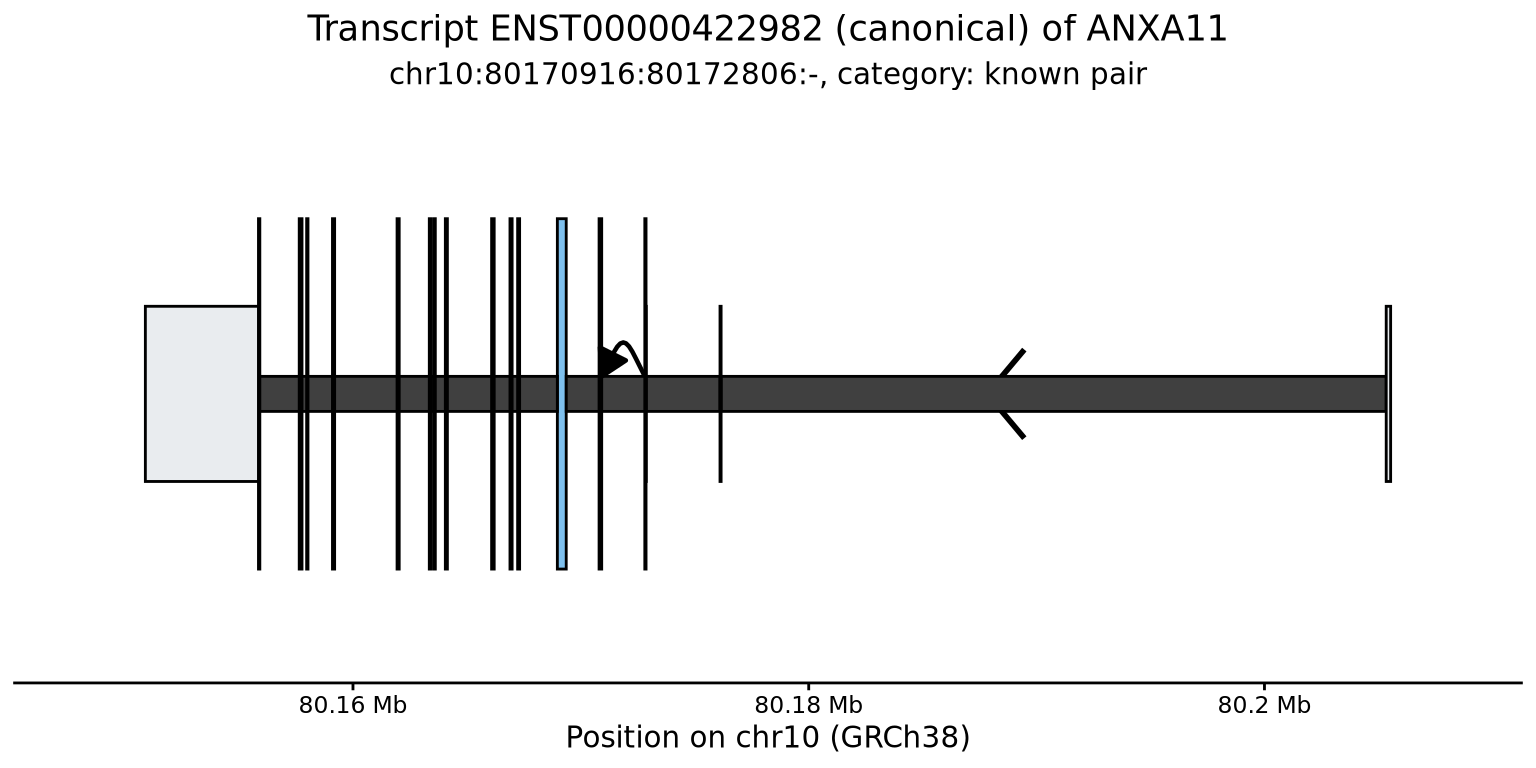 Transcript ENST00000422982 (canonical) of ANXA11
chr10:80170916:80172806:-, category: known pair
80.16 Mb
80.18 Mb
80.2 Mb
Position on chr10 (GRCh38)